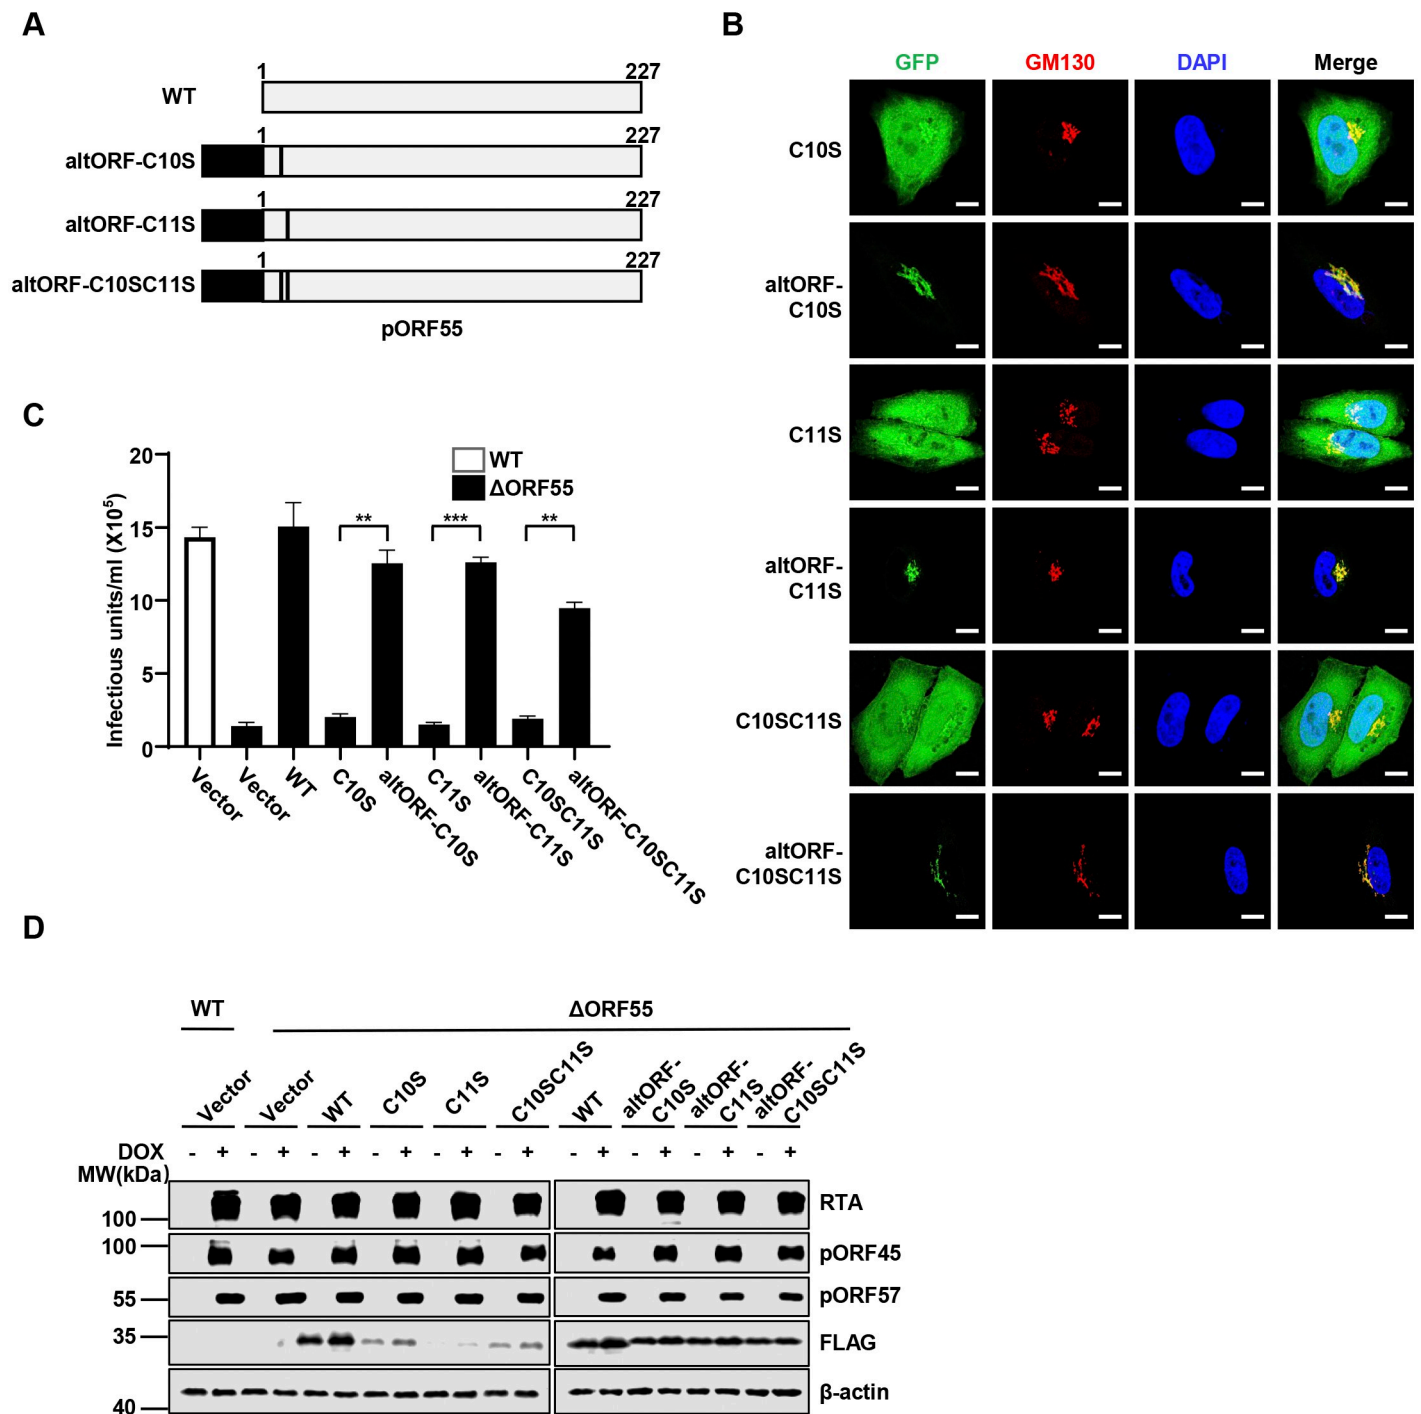 A
1 227
WT
1 227
altORF-C10S
1 227
altORF-C11S
1 227
altORF-C10SC11S
pORF55
B
GFP GM130 DAPI Merge
C10S
altORF-
C10S
C11S
altORF-
C11S
C10SC11S
altORF-
C10SC11S
C
Infectious units/ml (X10⁵)
20
15
10
5
0
WT
ΔORF55
** *** **
Vector Vector WT C10S altORF-C10S C11S altORF-C11S C10SC11S altORF-C10SC11S
D
WT ΔORF55
Vector Vector WT C10S C11S C10SC11S WT altORF-C10S altORF-C11S altORF-C10SC11S
DOX - + - + - + - + - + - + - + - + - + - +
MW(kDa)
100 RTA
100 pORF45
55 pORF57
35 FLAG
40 β-actin